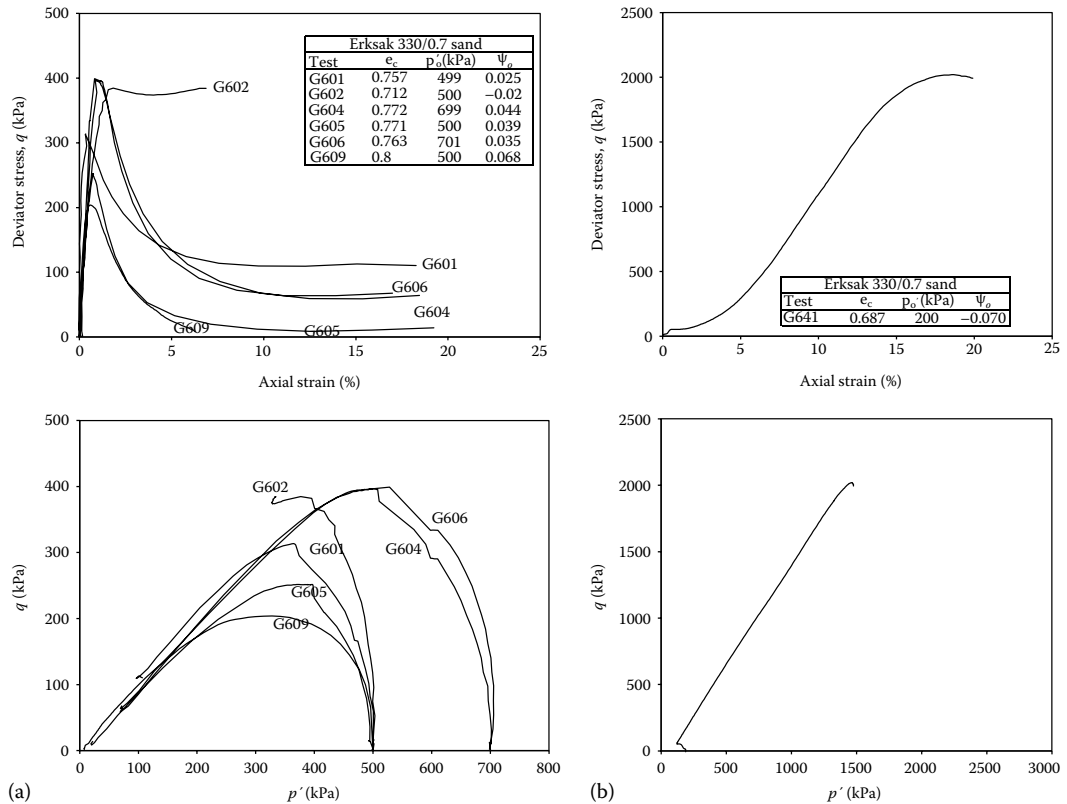 500
400
300
200
100
0
Deviator stress, q (kPa)
Erksak 330/0.7 sand
Test e_c p´_o(kPa) ψ_o
G601 0.757 499 0.025
G602 0.712 500 −0.02
G604 0.772 699 0.044
G605 0.771 500 0.039
G606 0.763 701 0.035
G609 0.8 500 0.068
G602
G601
G606
G604
G609
G605
0 5 10 15 20 25
Axial strain (%)
2500
2000
1500
1000
500
0
Deviator stress, q (kPa)
Erksak 330/0.7 sand
Test e_c p_o´(kPa) ψ_o
G641 0.687 200 −0.070
0 5 10 15 20 25
Axial strain (%)
500
400
300
200
100
0
q (kPa)
G602
G606
G601
G604
G605
G609
0 100 200 300 400 500 600 700 800
p´ (kPa)
(a)
2500
2000
1500
1000
500
0
q (kPa)
0 500 1000 1500 2000 2500 3000
p´ (kPa)
(b)